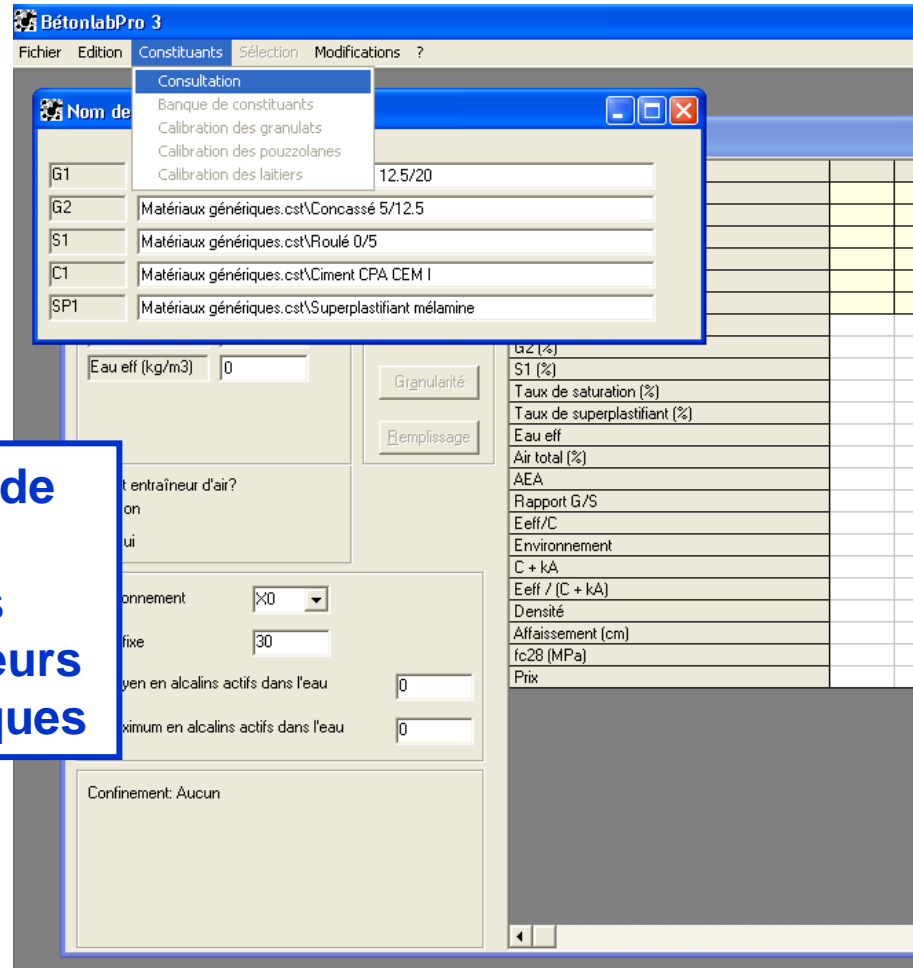 BétonlabPro 3
Fichier Edition Constituants Sélection Modifications ?
Consultation
Banque de constituants
Calibration des granulats
Calibration des pouzzolanes
Calibration des laitiers
Nom de
G1 12.5/20
G2 Matériaux génériques.cst\Concassé 5/12.5
S1 Matériaux génériques.cst\Roulé 0/5
C1 Matériaux génériques.cst\Ciment CPA CEM I
SP1 Matériaux génériques.cst\Superplastifiant mélamine
Eau eff (kg/m3) 0
Granularité
Remplissage
de
s
eurs
ques
t entraîneur d'air?
on
ui
onnement X0
fixe 30
yen en alcalins actifs dans l'eau 0
ximum en alcalins actifs dans l'eau 0
Confinement: Aucun
G2 (%)
S1 (%)
Taux de saturation (%)
Taux de superplastifiant (%)
Eau eff
Air total (%)
AEA
Rapport G/S
Eeff/C
Environnement
C + kA
Eeff / (C + kA)
Densité
Affaissement (cm)
fc28 (MPa)
Prix